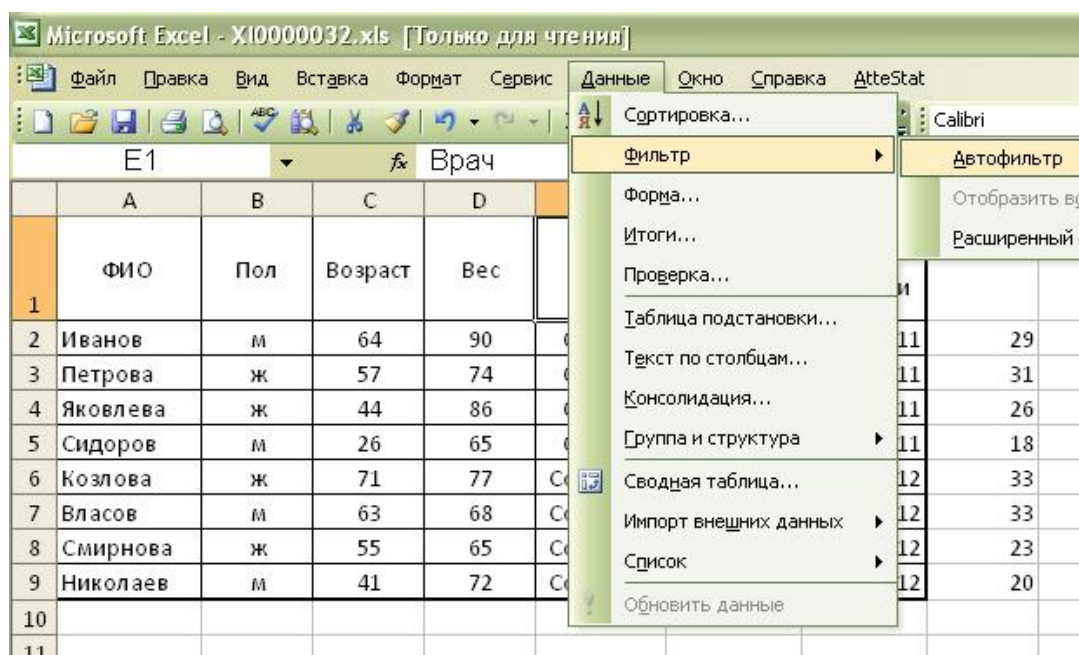 Microsoft Excel - Xl0000032.xls [Только для чтения]
Файл Правка Вид Вставка Формат Сервис Данные Окно Справка AtteStat
Calibri
E1 fx Врач
Сортировка...
Фильтр
Автофильтр
Отобразить
Расширенный
Форма...
Итоги...
Проверка...
Таблица подстановки...
Текст по столбцам...
Консолидация...
Группа и структура
Сводная таблица...
Импорт внешних данных
Список
Обновить данные
A B C D
1 ФИО Пол Возраст Вес и
2 Иванов м 64 90 11 29
3 Петрова ж 57 74 11 31
4 Яковлева ж 44 86 11 26
5 Сидоров м 26 65 11 18
6 Козлова ж 71 77 12 33
7 Власов м 63 68 12 33
8 Смирнова ж 55 65 12 23
9 Николаев м 41 72 12 20
10
11